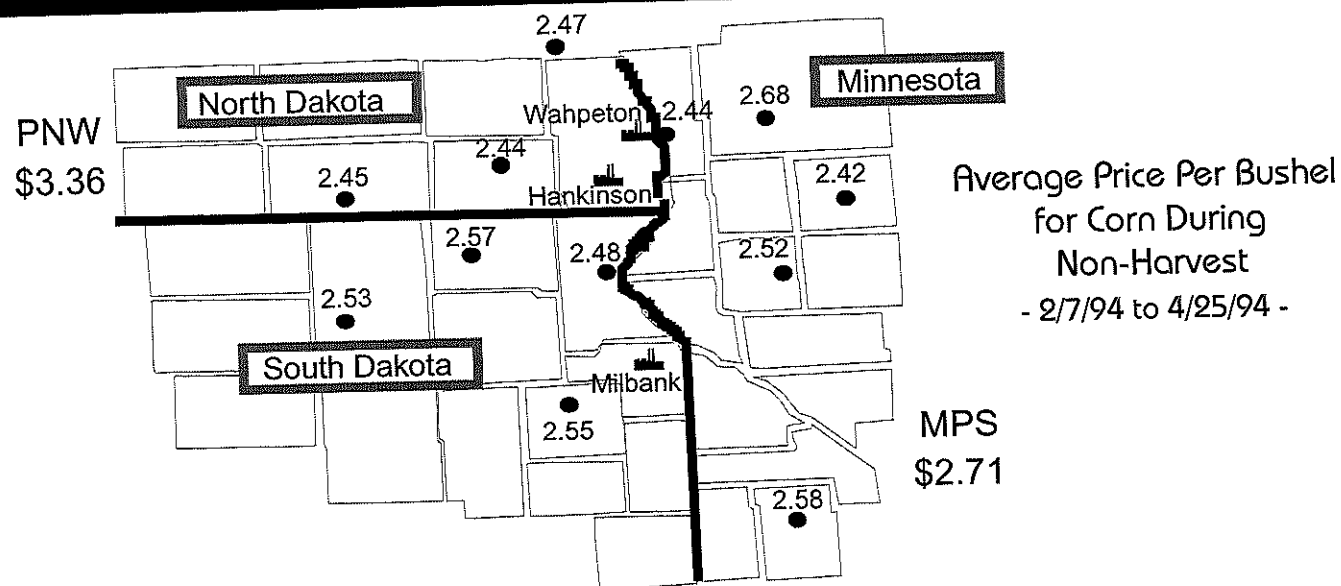 2.47
North Dakota
Minnesota
PNW
$3.36
Wahpeton
2.44
2.68
2.44
2.45
Hankinson
2.42
Average Price Per Bushel
for Corn During
Non-Harvest
- 2/7/94 to 4/25/94 -
2.57
2.48
2.52
2.53
South Dakota
Milbank
2.55
MPS
$2.71
2.58